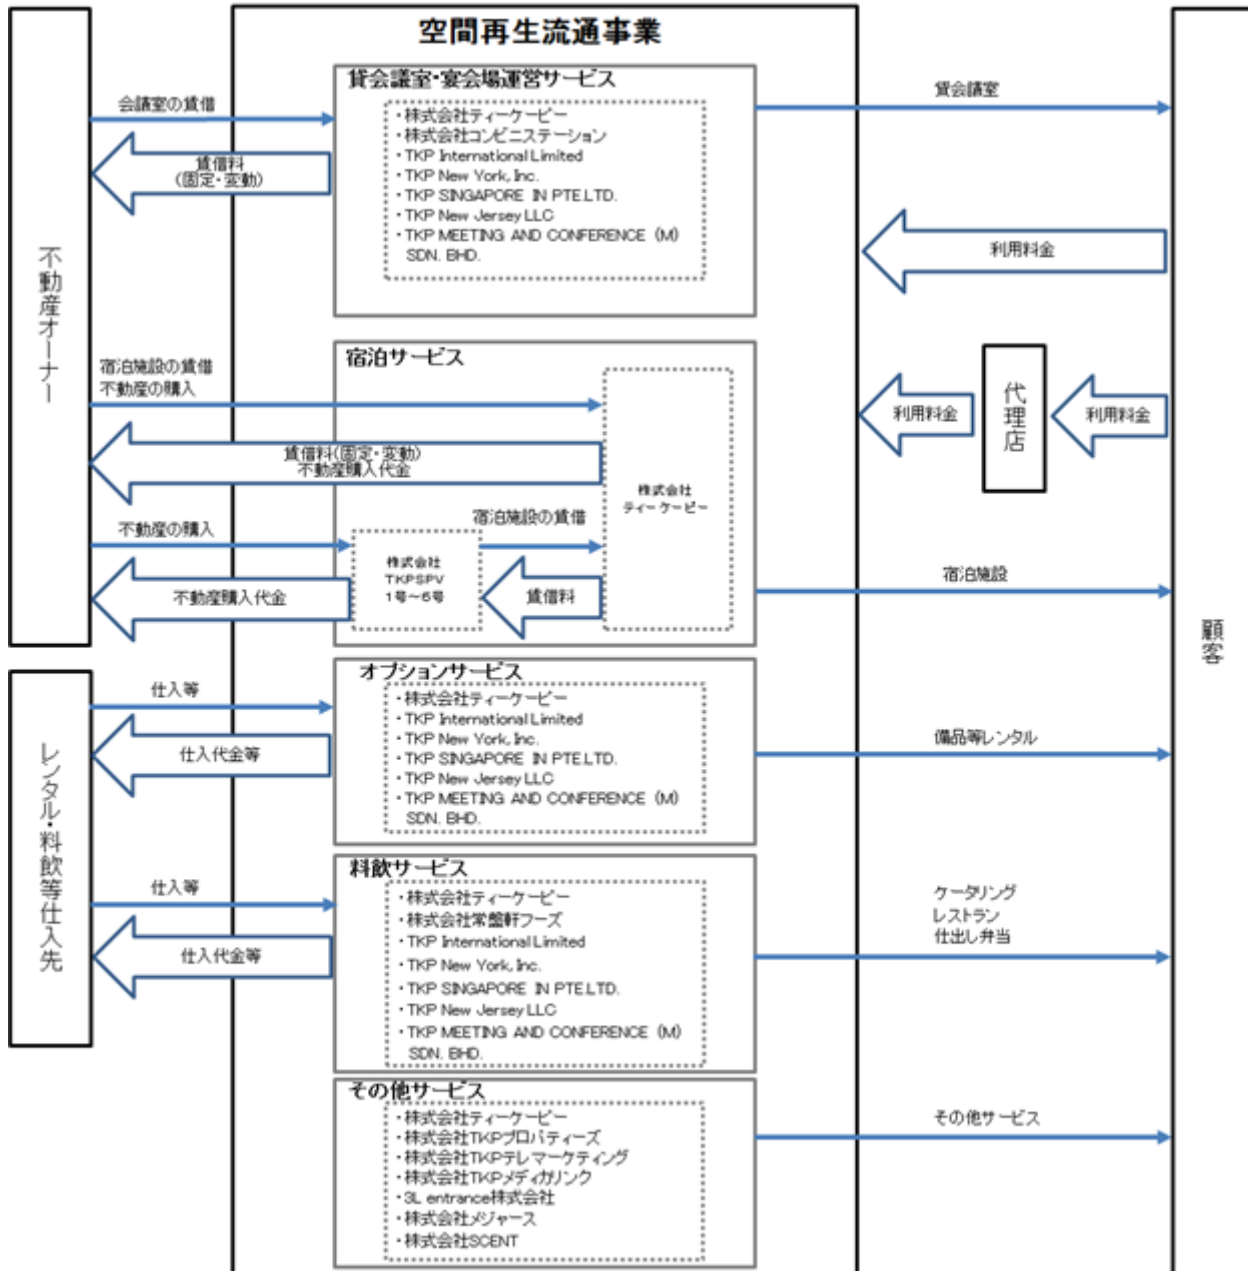 空間再生流通事業
不動産オーナー
会議室の賃借
賃借料
(固定・変動)
貸会議室・宴会場運営サービス
・株式会社ティーケーピー
・株式会社コンビニステーション
・TKP International Limited
・TKP New York, Inc.
・TKP SINGAPORE IN PTE.LTD.
・TKP New Jersey LLC
・TKP MEETING AND CONFERENCE (M)
SDN. BHD.
貸会議室
利用料金
宿泊施設の賃借
不動産の購入
賃借料(固定・変動)
不動産購入代金
不動産の購入
不動産購入代金
宿泊サービス
株式会社
ティーケーピー
宿泊施設の賃借
賃借料
株式会社
TKPSPV
1号~6号
利用料金
代理店
利用料金
宿泊施設
顧客
レンタル・料飲等仕入先
仕入等
仕入代金等
オプションサービス
・株式会社ティーケーピー
・TKP International Limited
・TKP New York, Inc.
・TKP SINGAPORE IN PTE.LTD.
・TKP New Jersey LLC
・TKP MEETING AND CONFERENCE (M)
SDN. BHD.
備品等レンタル
仕入等
仕入代金等
料飲サービス
・株式会社ティーケーピー
・株式会社常盤軒フーズ
・TKP International Limited
・TKP New York, Inc.
・TKP SINGAPORE IN PTE.LTD.
・TKP New Jersey LLC
・TKP MEETING AND CONFERENCE (M)
SDN. BHD.
ケータリング
レストラン
仕出し弁当
その他サービス
・株式会社ティーケーピー
・株式会社TKPプロパティーズ
・株式会社TKPテレマーケティング
・株式会社TKPメディカリンク
・3L entrance株式会社
・株式会社メジャース
・株式会社SCENT
その他サービス